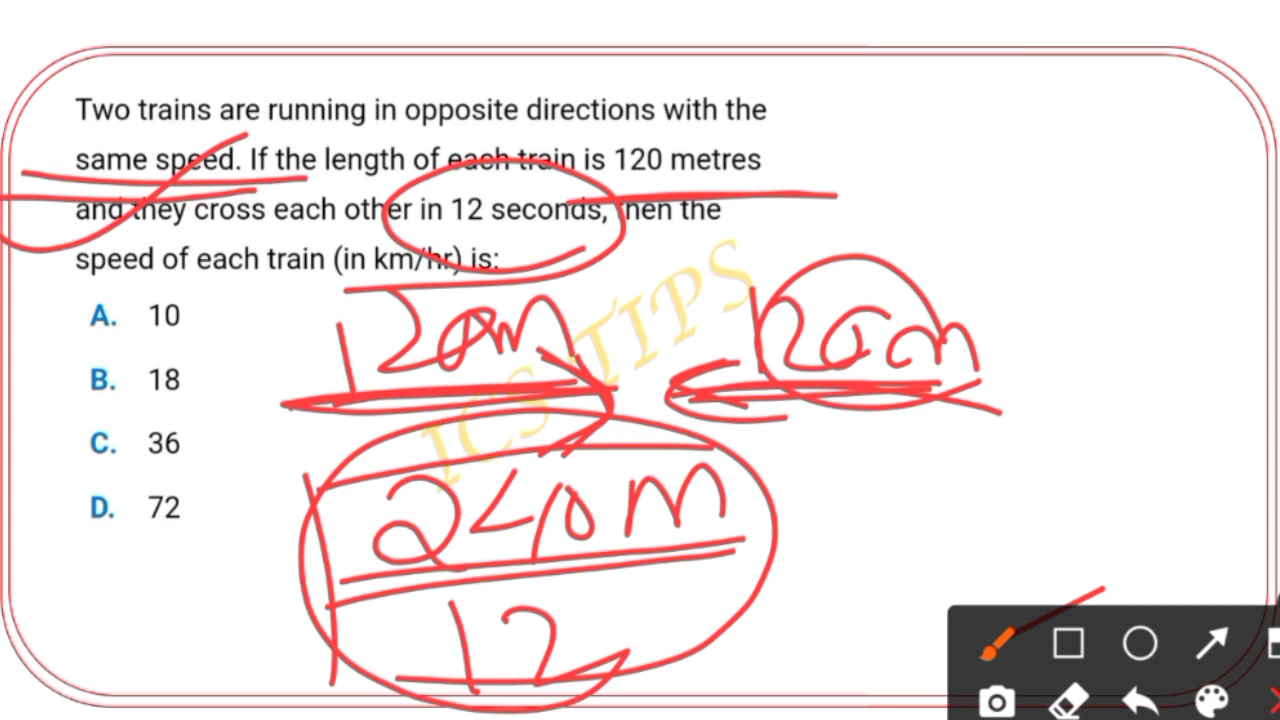 Two trains are running in opposite directions with the
same speed. If the length of each train is 120 metres
and they cross each other in 12 seconds, then the
speed of each train (in km/hr) is:
A. 10
B. 18
C. 36
D. 72
ICS TIPS
120m 120m
240m
12